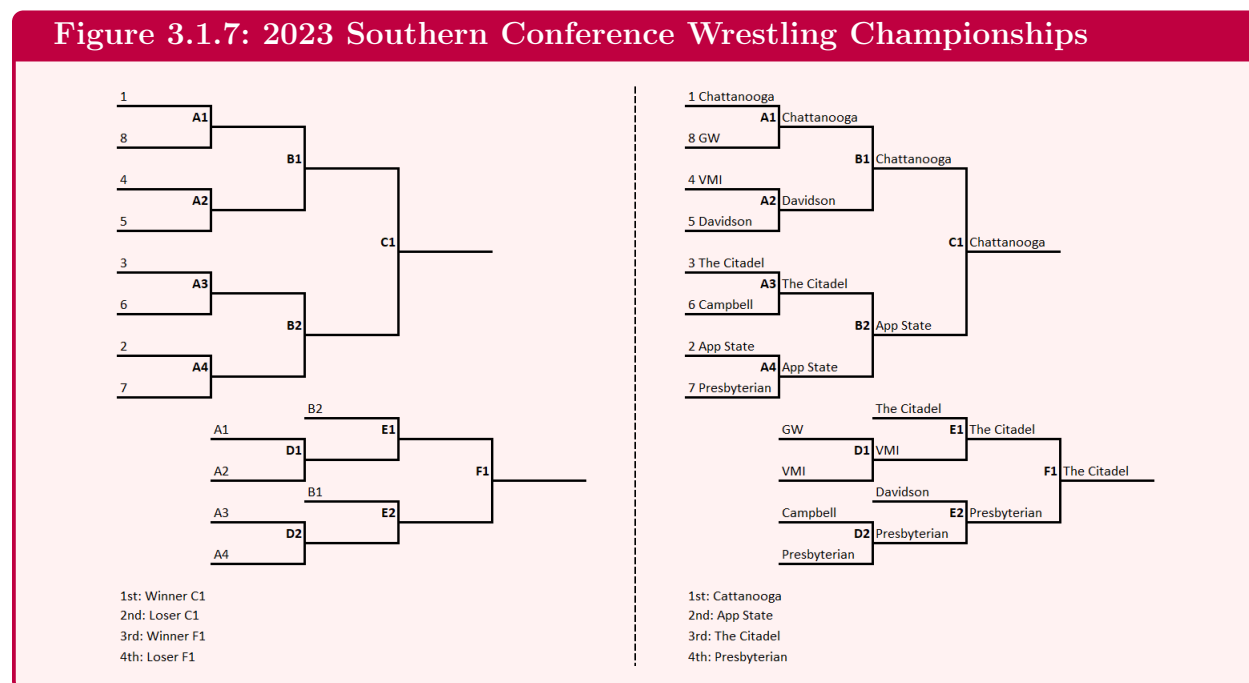 Figure 3.1.7: 2023 Southern Conference Wrestling Championships
1
A1
8
B1
4
A2
5
C1
3
A3
6
B2
2
A4
7
B2
A1
E1
D1
A2
F1
B1
A3
E2
D2
A4
1st: Winner C1
2nd: Loser C1
3rd: Winner F1
4th: Loser F1
1 Chattanooga
A1 Chattanooga
8 GW
B1 Chattanooga
4 VMI
A2 Davidson
5 Davidson
C1 Chattanooga
3 The Citadel
A3 The Citadel
6 Campbell
B2 App State
2 App State
A4 App State
7 Presbyterian
The Citadel
GW
E1 The Citadel
D1 VMI
VMI
F1 The Citadel
Davidson
Campbell
E2 Presbyterian
D2 Presbyterian
Presbyterian
1st: Cattanooga
2nd: App State
3rd: The Citadel
4th: Presbyterian